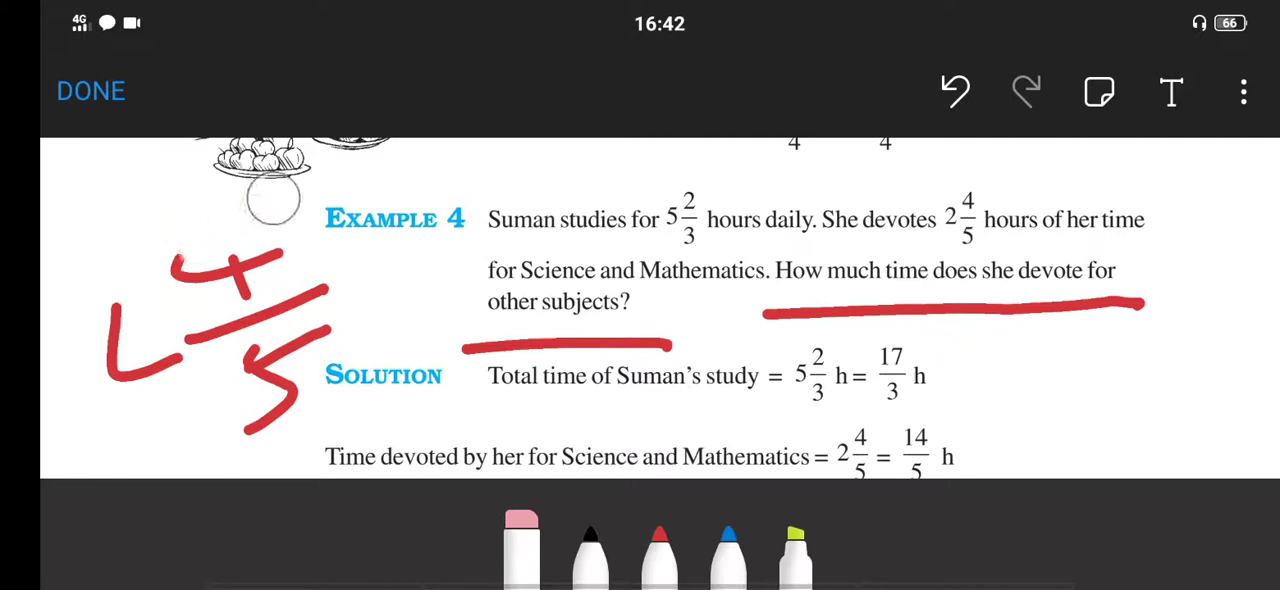 4G 16:42 66
DONE T
4 4
EXAMPLE 4 Suman studies for 5 2/3 hours daily. She devotes 2 4/5 hours of her time
for Science and Mathematics. How much time does she devote for
other subjects?
4/5
SOLUTION Total time of Suman's study = 5 2/3 h = 17/3 h
Time devoted by her for Science and Mathematics = 2 4/5 = 14/5 h